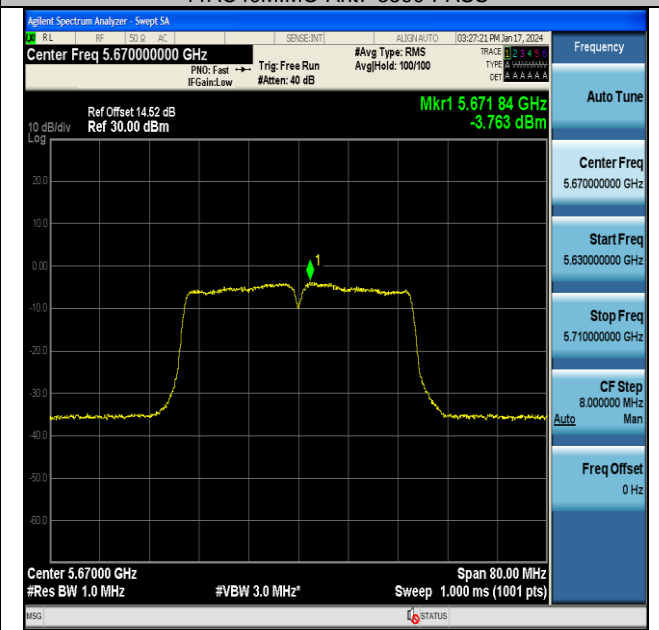 Agilent Spectrum Analyzer - Swept SA
RL RF 50 Ω AC SENSE:INT ALIGN AUTO 03:27:21 PM Jan 17, 2024
Center Freq 5.670000000 GHz
PNO: Fast
IFGain:Low
Trig: Free Run
#Atten: 40 dB
#Avg Type: RMS
Avg|Hold: 100/100
TRACE 1 2 3 4 5 6
TYPE A WWWWW
DET A A A A A A
Frequency
Mkr1 5.671 84 GHz
-3.763 dBm
Ref Offset 14.52 dB
10 dB/div Ref 30.00 dBm
Log
20.0
10.0
0.00
-10.0
-20.0
-30.0
-40.0
-50.0
-60.0
1
Auto Tune
Center Freq
5.670000000 GHz
Start Freq
5.630000000 GHz
Stop Freq
5.710000000 GHz
CF Step
8.000000 MHz
Auto Man
Freq Offset
0 Hz
Center 5.67000 GHz Span 80.00 MHz
#Res BW 1.0 MHz #VBW 3.0 MHz* Sweep 1.000 ms (1001 pts)
MSG STATUS